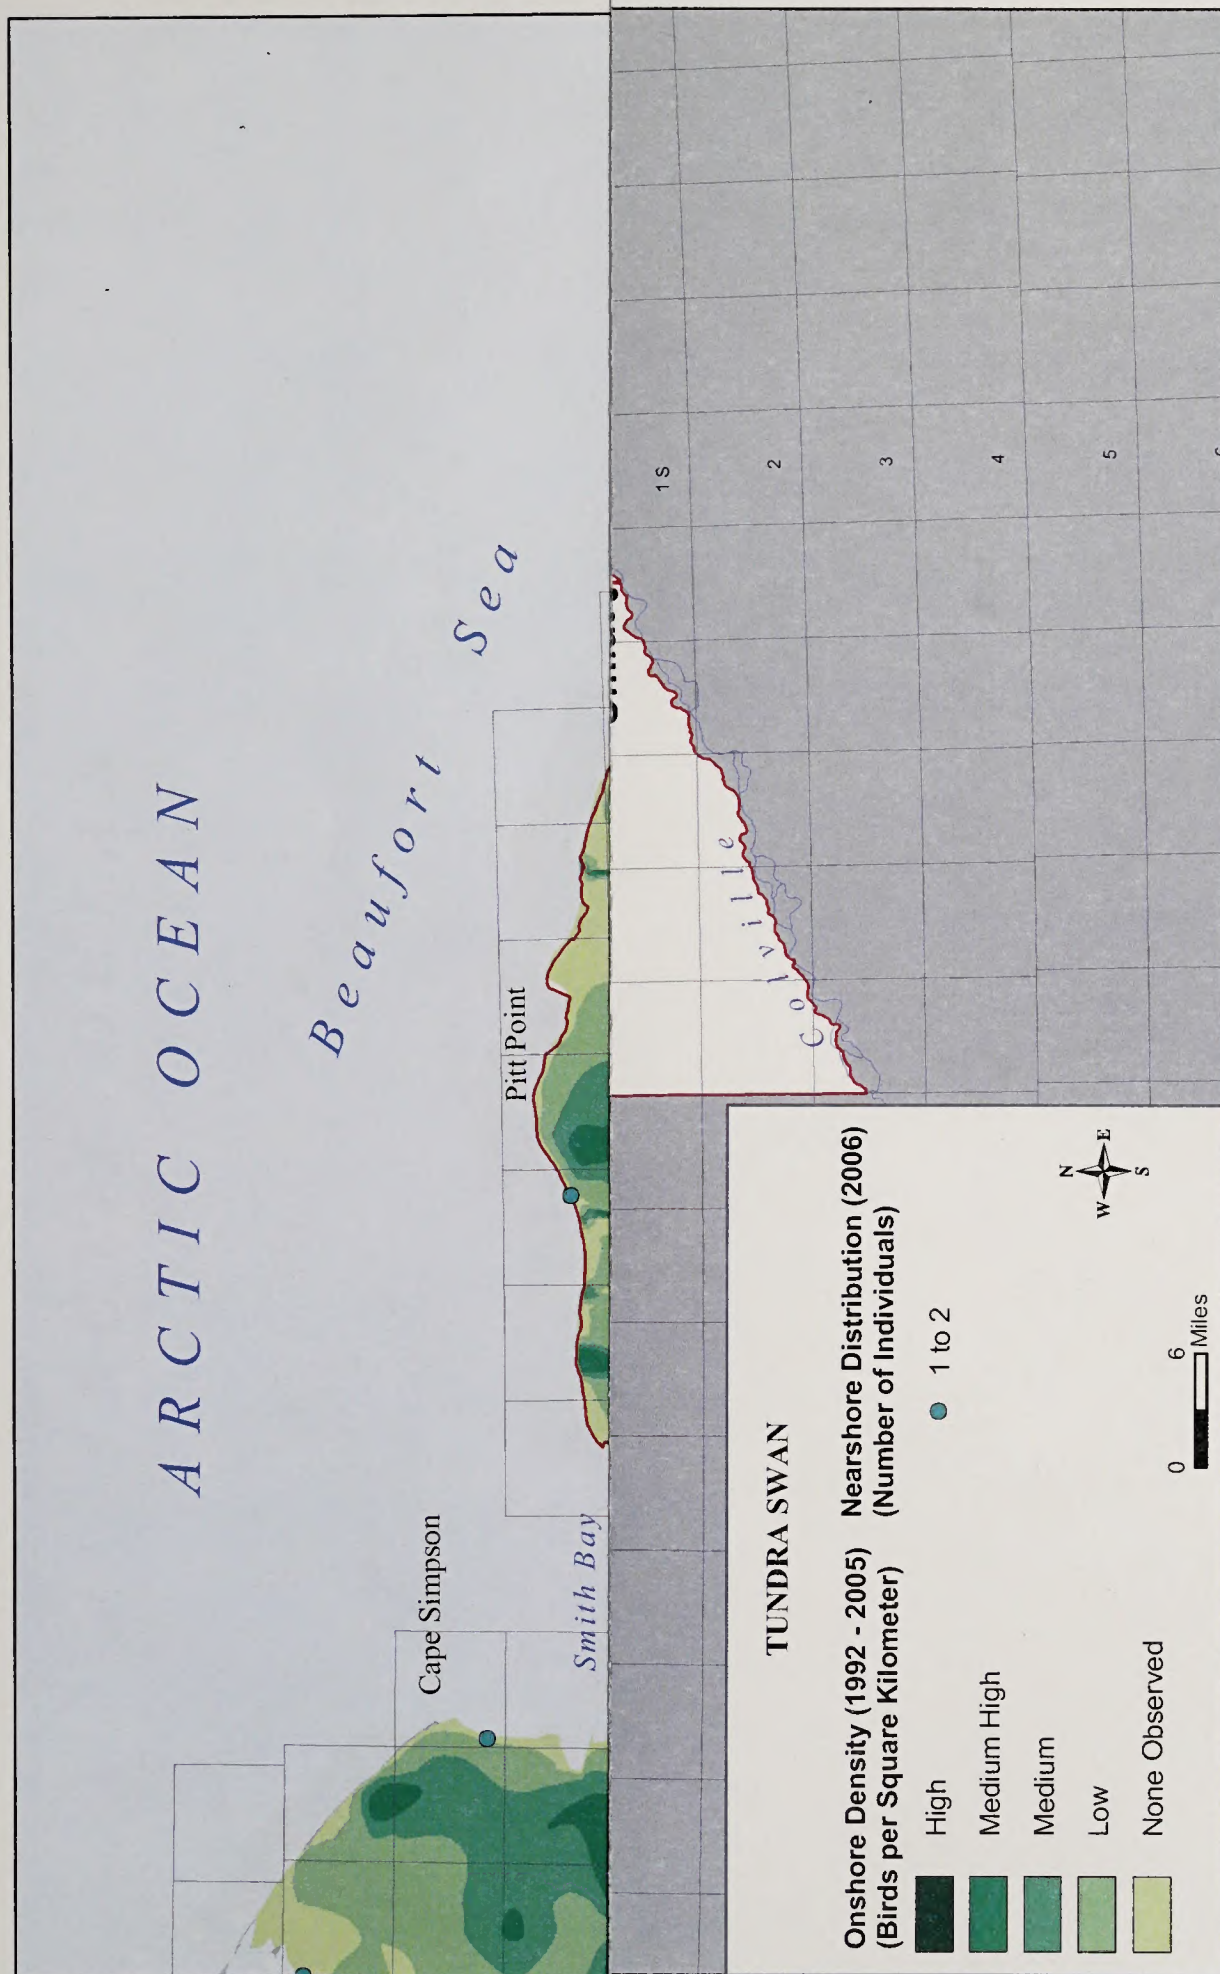 ARCTIC OCEAN
Beaufort Sea
Pitt Point
Cape Simpson
Smith Bay
Colville
1 S
2
3
4
5
TUNDRA SWAN
Onshore Density (1992 - 2005)
(Birds per Square Kilometer)
High
Medium High
Medium
Low
None Observed
Nearshore Distribution (2006)
(Number of Individuals)
1 to 2
N
W E
S
0 6
Miles